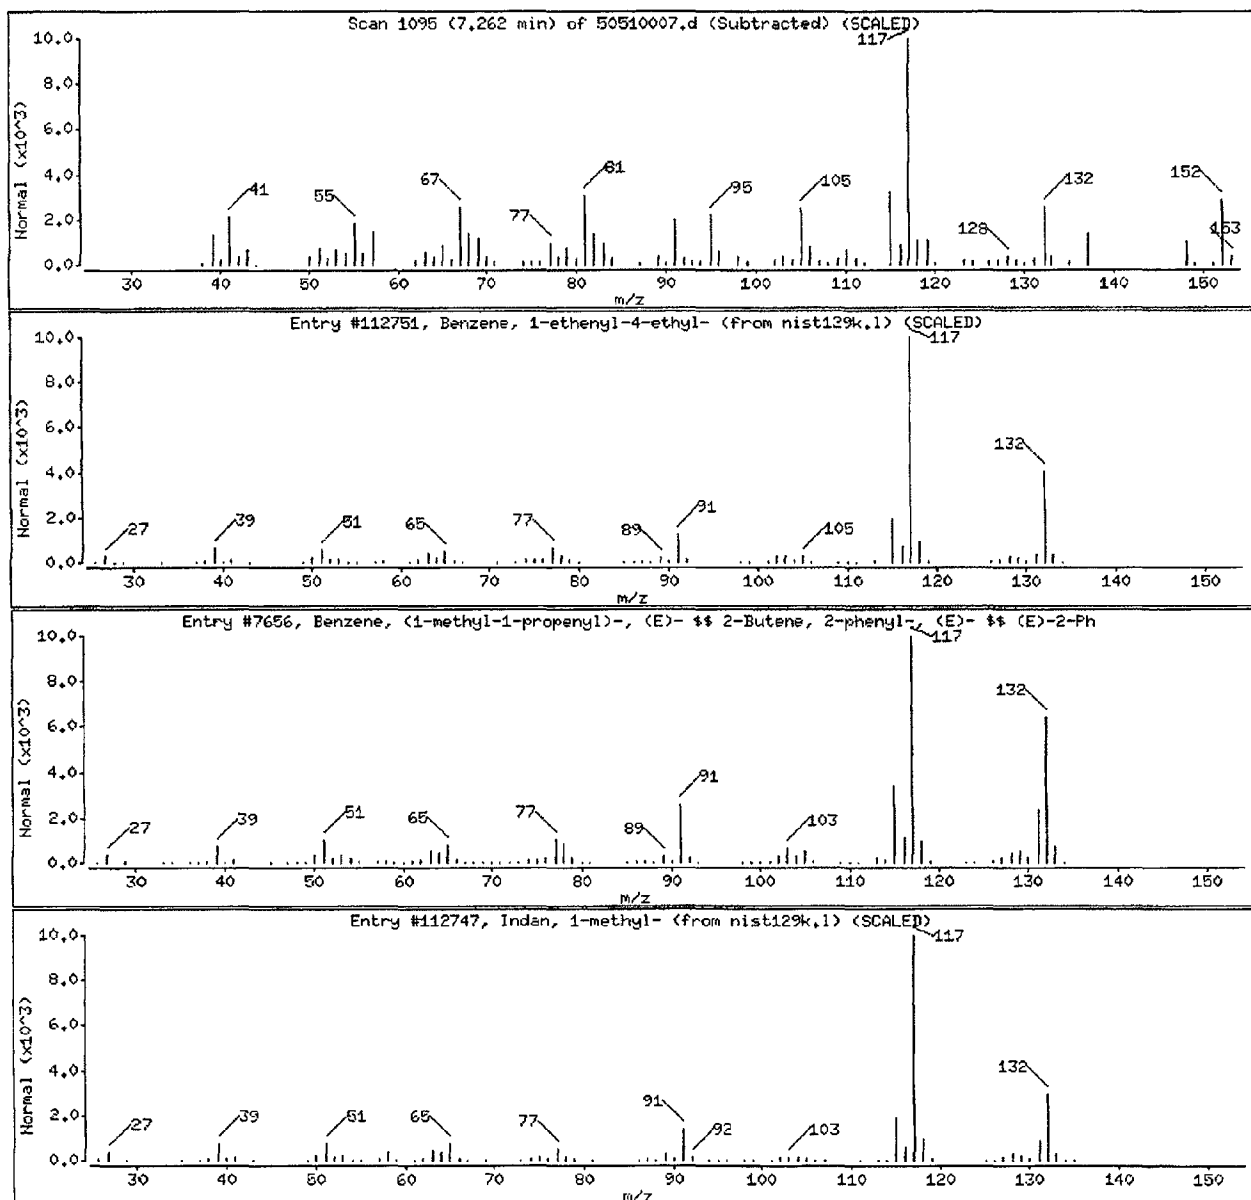 Scan 1095 (7.262 min) of 50510007.d (Subtracted) (SCALED)
Normal (x10^3)
10.0
8.0
6.0
4.0
2.0
0.0
41 55 67 77 81 95 105 117 128 132 152 153
30 40 50 60 70 80 90 100 110 120 130 140 150
m/z
Entry #112751, Benzene, 1-ethenyl-4-ethyl- (from nist129k.l) (SCALED)
Normal (x10^3)
10.0
8.0
6.0
4.0
2.0
0.0
27 39 51 65 77 89 91 105 117 132
30 40 50 60 70 80 90 100 110 120 130 140 150
m/z
Entry #7656, Benzene, (1-methyl-1-propenyl)-, (E)- $$ 2-Butene, 2-phenyl-, (E)- $$ (E)-2-Ph
Normal (x10^3)
10.0
8.0
6.0
4.0
2.0
0.0
27 39 51 65 77 89 91 103 117 132
30 40 50 60 70 80 90 100 110 120 130 140 150
m/z
Entry #112747, Indan, 1-methyl- (from nist129k.l) (SCALED)
Normal (x10^3)
10.0
8.0
6.0
4.0
2.0
0.0
27 39 51 65 77 91 92 103 117 132
30 40 50 60 70 80 90 100 110 120 130 140 150
m/z